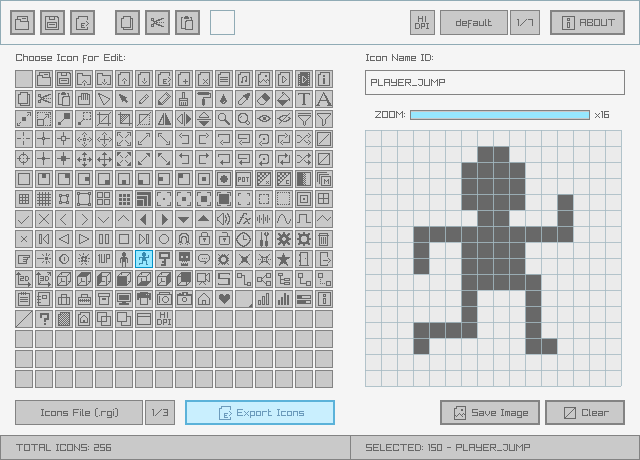 HI DPI
default
1/7
ABOUT
Choose Icon for Edit:
Icon Name ID:
PLAYER_JUMP
ZOOM:
x16
1UP
HI DPI
Icons File (.rgi)
1/3
Export Icons
Save Image
Clear
TOTAL ICONS: 256
SELECTED: 150 - PLAYER_JUMP